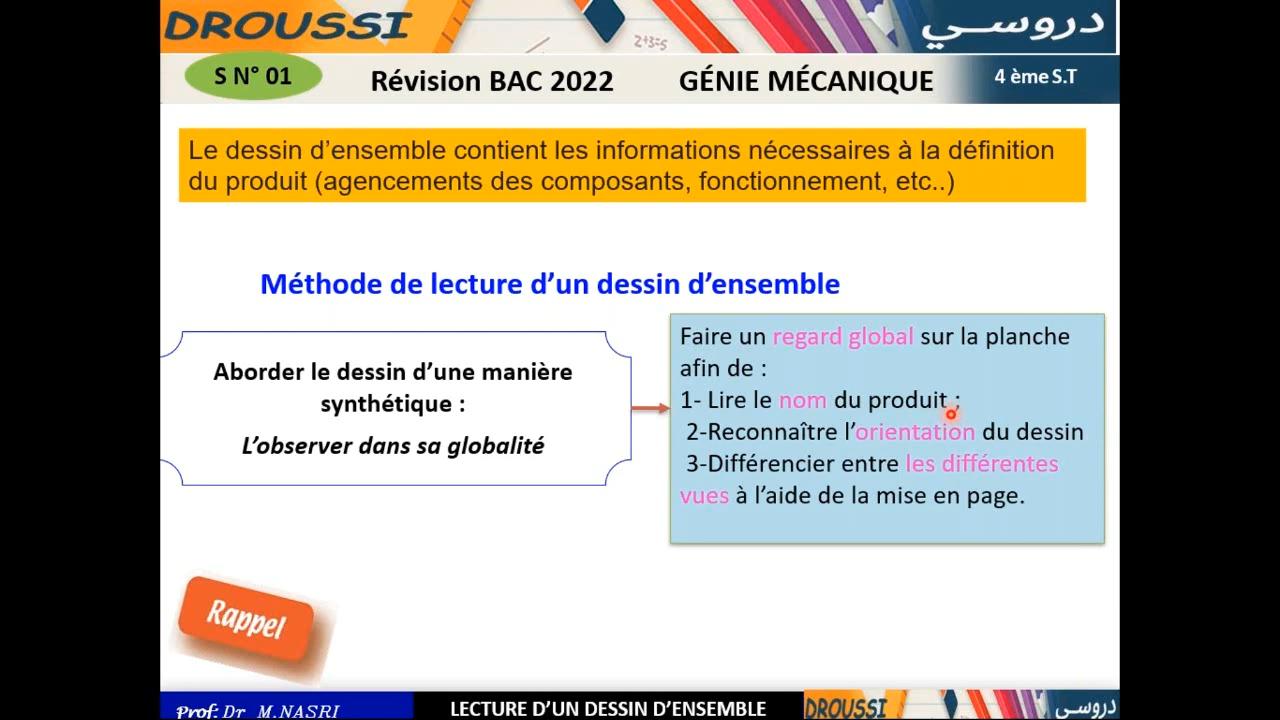 DROUSSI
2+3=5
دروسي
S N° 01
Révision BAC 2022
GÉNIE MÉCANIQUE
4 ème S.T
Le dessin d’ensemble contient les informations nécessaires à la définition
du produit (agencements des composants, fonctionnement, etc..)
Méthode de lecture d’un dessin d’ensemble
Aborder le dessin d’une manière
synthétique :
L’observer dans sa globalité
Faire un regard global sur la planche
afin de :
1- Lire le nom du produit ;
2-Reconnaître l’orientation du dessin
3-Différencier entre les différentes
vues à l’aide de la mise en page.
Rappel
Prof: Dr M.NASRI
LECTURE D’UN DESSIN D’ENSEMBLE
DROUSSI
دروسي